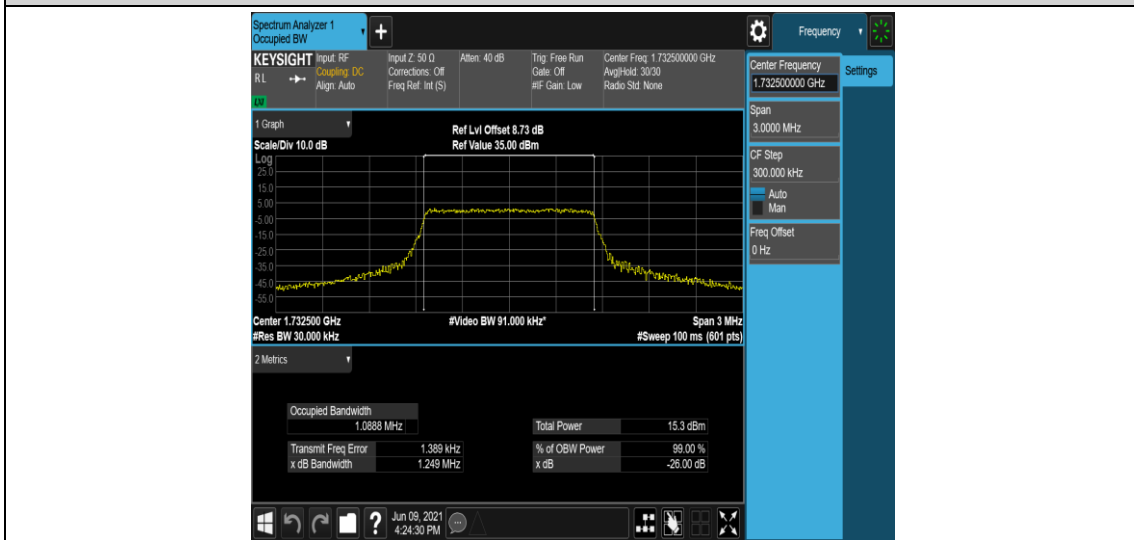 Spectrum Analyzer 1
Occupied BW
+
Frequency
KEYSIGHT
RL
LXI
Input: RF
Coupling: DC
Align: Auto
Input Z: 50 Ω
Corrections: Off
Freq Ref: Int (S)
Atten: 40 dB
Trig: Free Run
Gate: Off
#IF Gain: Low
Center Freq: 1.732500000 GHz
Avg|Hold: 30/30
Radio Std: None
Center Frequency
1.732500000 GHz
Settings
Span
3.0000 MHz
CF Step
300.000 kHz
Auto
Man
Freq Offset
0 Hz
1 Graph
Ref Lvl Offset 8.73 dB
Scale/Div 10.0 dB
Ref Value 35.00 dBm
Log
25.0
15.0
5.00
-5.00
-15.0
-25.0
-35.0
-45.0
-55.0
Center 1.732500 GHz
#Video BW 91.000 kHz*
Span 3 MHz
#Res BW 30.000 kHz
#Sweep 100 ms (601 pts)
2 Metrics
Occupied Bandwidth
1.0888 MHz
Total Power 15.3 dBm
Transmit Freq Error 1.389 kHz
% of OBW Power 99.00 %
x dB Bandwidth 1.249 MHz
x dB -26.00 dB
?
Jun 09, 2021
4:24:30 PM